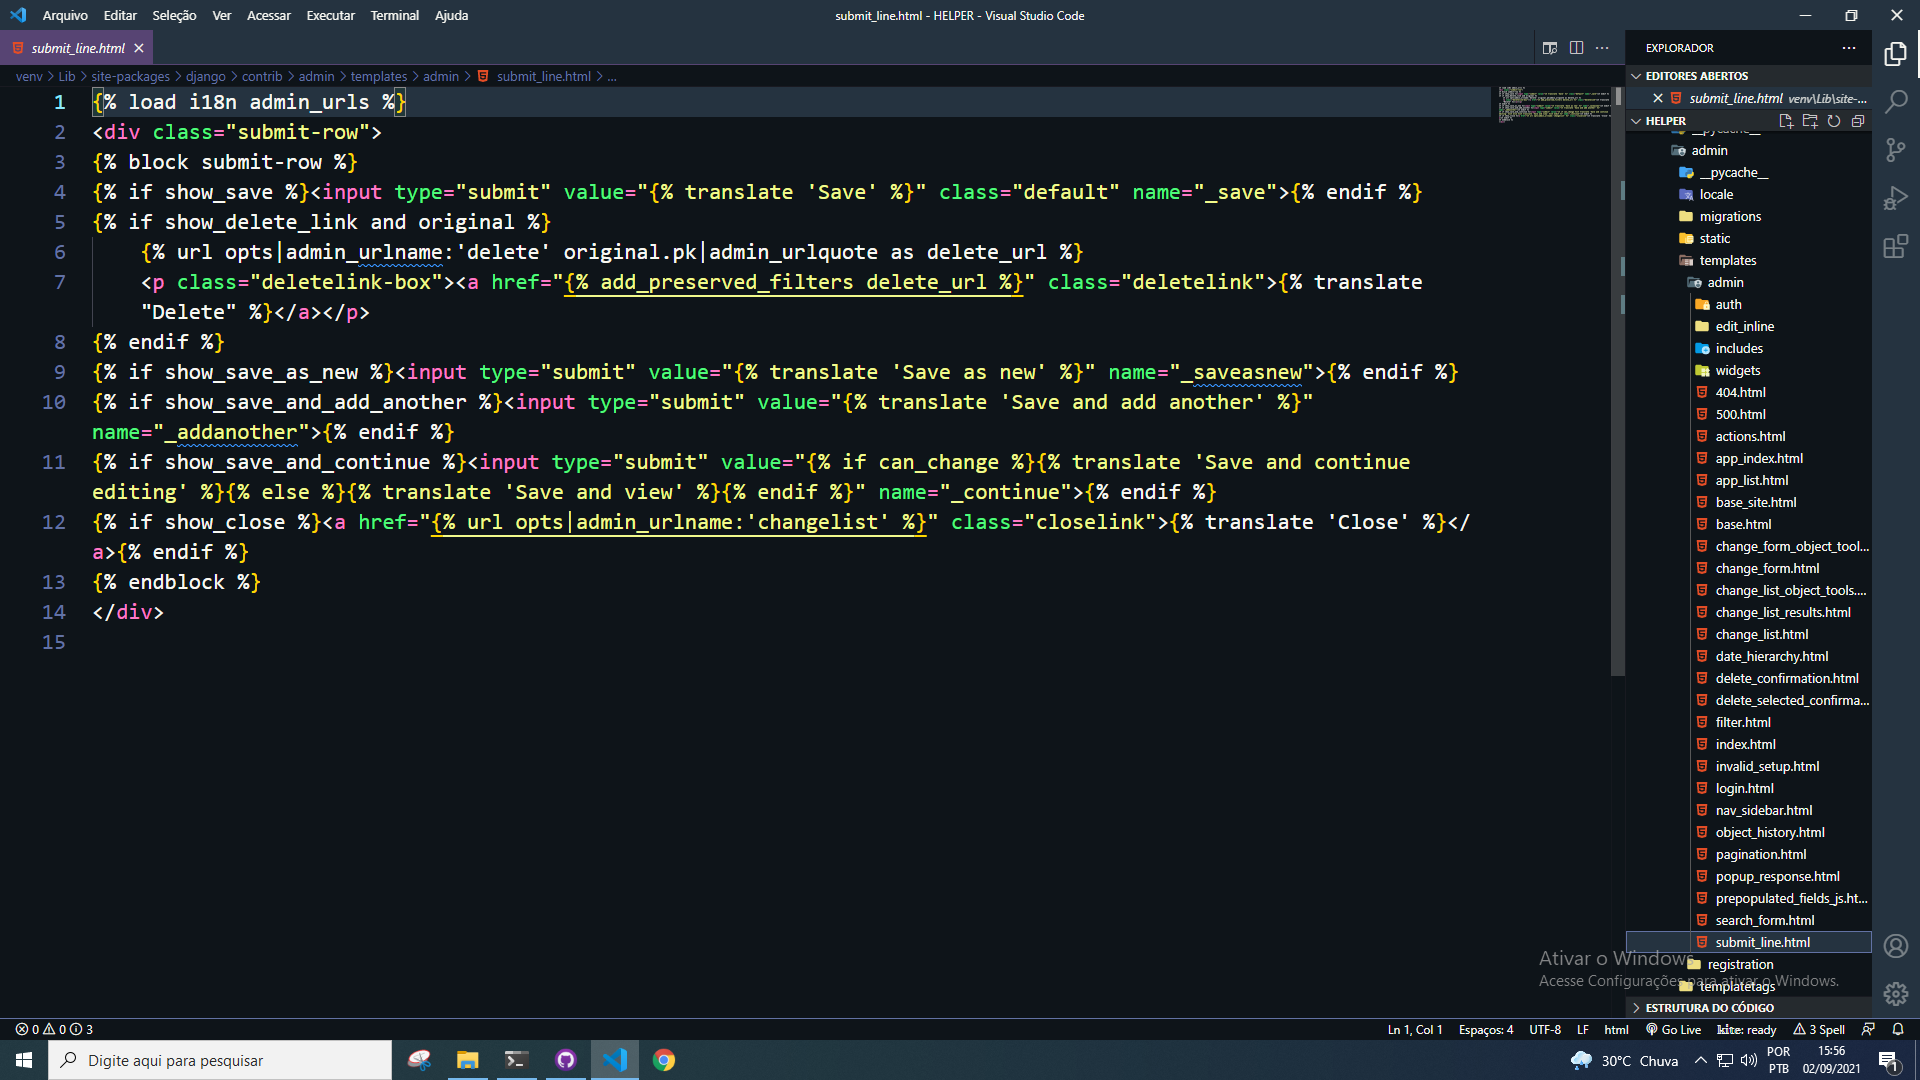 Arquivo Editar Seleção Ver Acessar Executar Terminal Ajuda
submit_line.html - HELPER - Visual Studio Code
submit_line.html
venv > Lib > site-packages > django > contrib > admin > templates > admin > submit_line.html > ...
1 {% load i18n admin_urls %}
2 <div class="submit-row">
3 {% block submit-row %}
4 {% if show_save %}<input type="submit" value="{% translate 'Save' %}" class="default" name="_save">{% endif %}
5 {% if show_delete_link and original %}
6     {% url opts|admin_urlname:'delete' original.pk|admin_urlquote as delete_url %}
7     <p class="deletelink-box"><a href="{% add_preserved_filters delete_url %}" class="deletelink">{% translate
    "Delete" %}</a></p>
8 {% endif %}
9 {% if show_save_as_new %}<input type="submit" value="{% translate 'Save as new' %}" name="_saveasnew">{% endif %}
10 {% if show_save_and_add_another %}<input type="submit" value="{% translate 'Save and add another' %}"
name="_addanother">{% endif %}
11 {% if show_save_and_continue %}<input type="submit" value="{% if can_change %}{% translate 'Save and continue
editing' %}{% else %}{% translate 'Save and view' %}{% endif %}" name="_continue">{% endif %}
12 {% if show_close %}<a href="{% url opts|admin_urlname:'changelist' %}" class="closelink">{% translate 'Close' %}</
a>{% endif %}
13 {% endblock %}
14 </div>
15
EXPLORADOR
EDITORES ABERTOS
submit_line.html venv\Lib\site-...
HELPER
__pycache__
admin
__pycache__
locale
migrations
static
templates
admin
auth
edit_inline
includes
widgets
404.html
500.html
actions.html
app_index.html
app_list.html
base_site.html
base.html
change_form_object_tool...
change_form.html
change_list_object_tools....
change_list_results.html
change_list.html
date_hierarchy.html
delete_confirmation.html
delete_selected_confirma...
filter.html
index.html
invalid_setup.html
login.html
nav_sidebar.html
object_history.html
pagination.html
popup_response.html
prepopulated_fields_js.ht...
search_form.html
submit_line.html
registration
templatetags
ESTRUTURA DO CÓDIGO
Ativar o Windows
Acesse Configurações para ativar o Windows.
0 0 3
Ln 1, Col 1 Espaços: 4 UTF-8 LF html Go Live kite: ready 3 Spell
Digite aqui para pesquisar
30°C Chuva
POR
PTB
15:56
02/09/2021
1